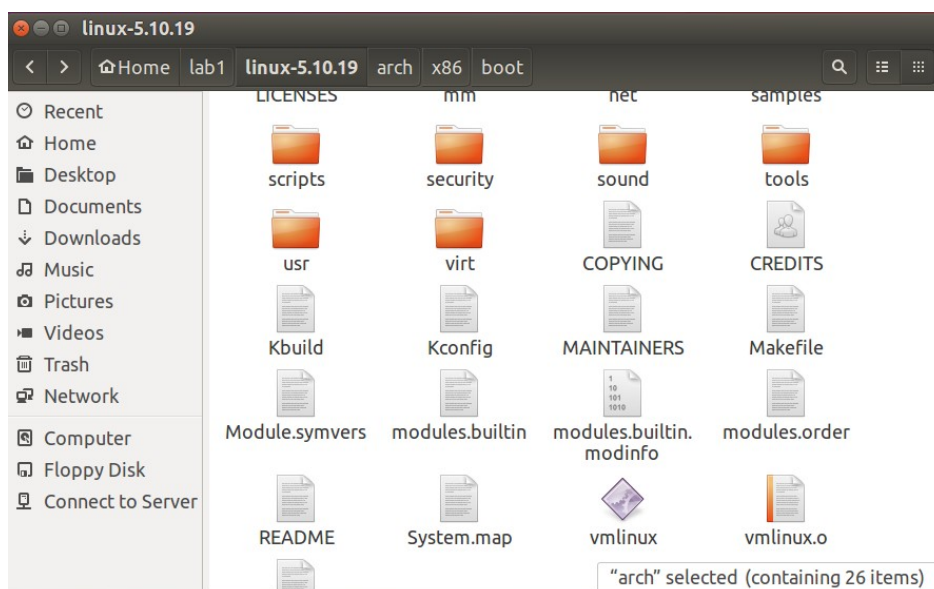 linux-5.10.19
Home lab1 linux-5.10.19 arch x86 boot
Recent
Home
Desktop
Documents
Downloads
Music
Pictures
Videos
Trash
Network
Computer
Floppy Disk
Connect to Server
LICENSES mm net samples
scripts security sound tools
usr virt COPYING CREDITS
Kbuild Kconfig MAINTAINERS Makefile
Module.symvers modules.builtin modules.builtin. modules.order
modinfo
README System.map vmlinux vmlinux.o
"arch" selected (containing 26 items)